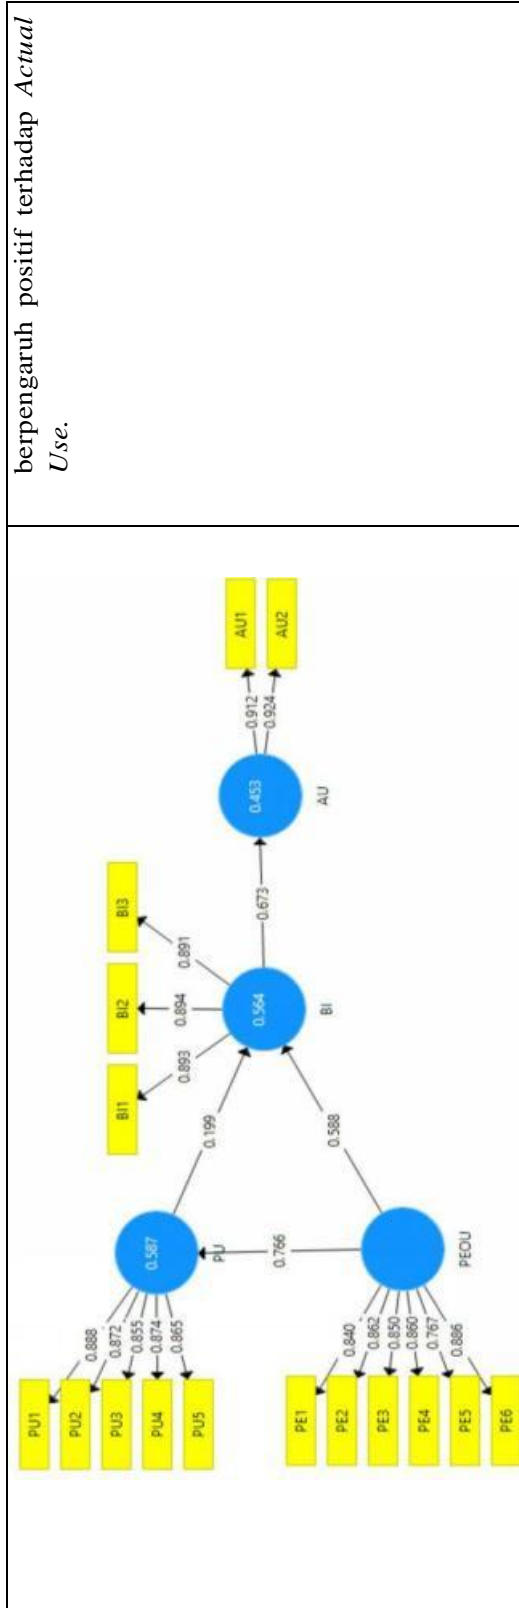 berpengaruh positif terhadap Actual
Use.
PU1
PU2
PU3
PU4
PU5
0.888
0.872
0.855
0.874
0.865
0.587
PU
0.766
PE1
PE2
PE3
PE4
PE5
PE6
0.840
0.862
0.850
0.860
0.767
0.886
PEOU
0.199
0.588
BI1
BI2
BI3
0.893
0.894
0.891
0.564
BI
0.673
0.453
AU
0.912
0.924
AU1
AU2